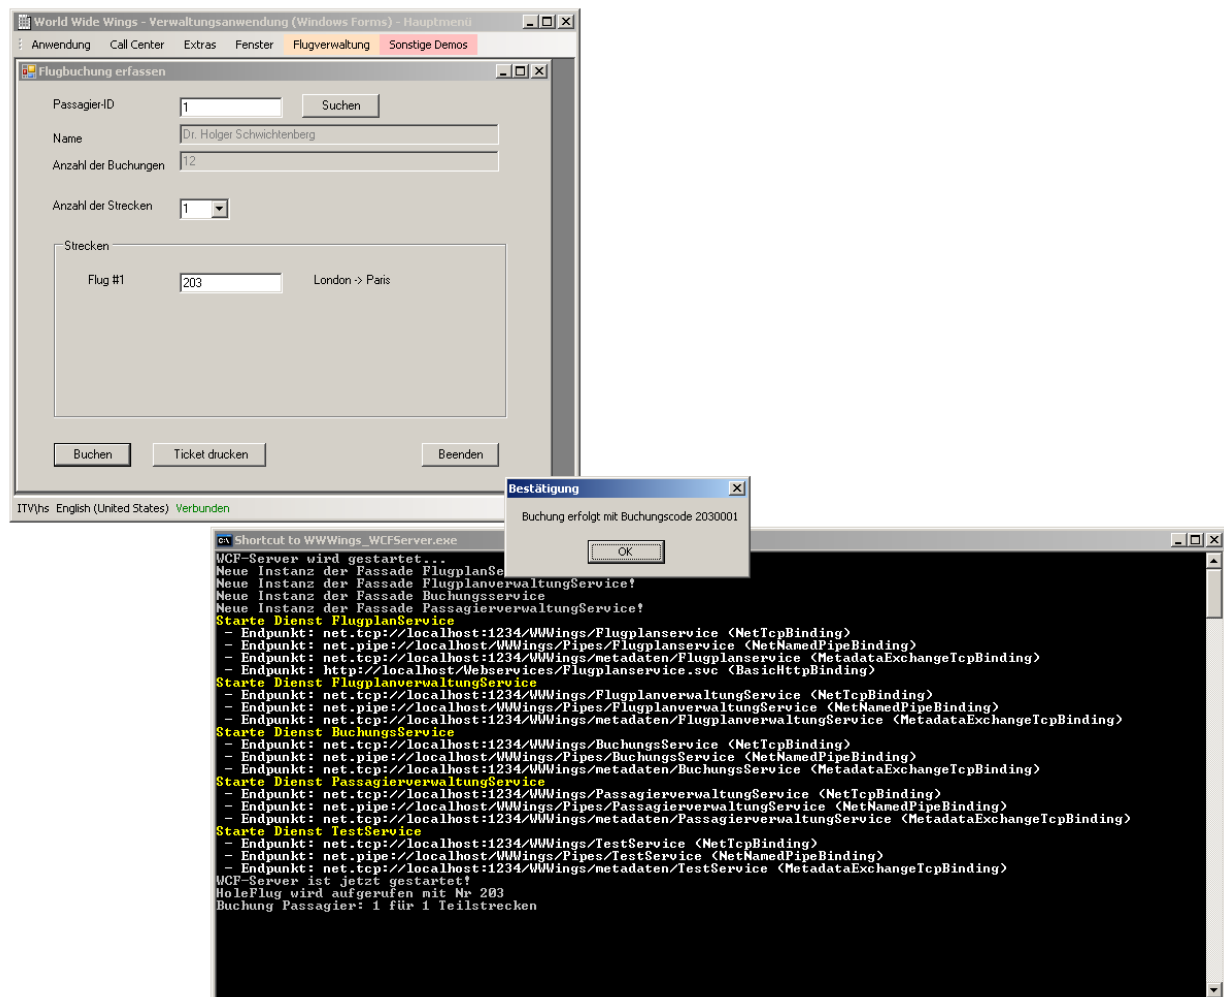 World Wide Wings - Verwaltungsanwendung (Windows Forms) - Hauptmenü
Anwendung Call Center Extras Fenster Flugverwaltung Sonstige Demos
Flugbuchung erfassen
Passagier-ID 1 Suchen
Name Dr. Holger Schwichtenberg
Anzahl der Buchungen 12
Anzahl der Strecken 1
Strecken
Flug #1 203 London -> Paris
Buchen Ticket drucken Beenden
ITV\hs English (United States) Verbunden
Bestätigung
Buchung erfolgt mit Buchungscode 2030001
OK
Shortcut to WWWings_WCFServer.exe
WCF-Server wird gestartet...
Neue Instanz der Fassade FlugplanSe
Neue Instanz der Fassade FlugplanverwaltungService!
Neue Instanz der Fassade Buchungsservice
Neue Instanz der Fassade PassagierverwaltungService!
Starte Dienst FlugplanService
- Endpunkt: net.tcp://localhost:1234/WWWings/Flugplanservice (NetTcpBinding)
- Endpunkt: net.pipe://localhost/WWWings/Pipes/Flugplanservice (NetNamedPipeBinding)
- Endpunkt: net.tcp://localhost:1234/WWWings/metadaten/Flugplanservice (MetadataExchangeTcpBinding)
- Endpunkt: http://localhost/Webservices/Flugplanservice.svc (BasicHttpBinding)
Starte Dienst FlugplanverwaltungService
- Endpunkt: net.tcp://localhost:1234/WWWings/FlugplanverwaltungService (NetTcpBinding)
- Endpunkt: net.pipe://localhost/WWWings/Pipes/FlugplanverwaltungService (NetNamedPipeBinding)
- Endpunkt: net.tcp://localhost:1234/WWWings/metadaten/FlugplanverwaltungService (MetadataExchangeTcpBinding)
Starte Dienst BuchungsService
- Endpunkt: net.tcp://localhost:1234/WWWings/BuchungsService (NetTcpBinding)
- Endpunkt: net.pipe://localhost/WWWings/Pipes/BuchungsService (NetNamedPipeBinding)
- Endpunkt: net.tcp://localhost:1234/WWWings/metadaten/BuchungsService (MetadataExchangeTcpBinding)
Starte Dienst PassagierverwaltungService
- Endpunkt: net.tcp://localhost:1234/WWWings/PassagierverwaltungService (NetTcpBinding)
- Endpunkt: net.pipe://localhost/WWWings/Pipes/PassagierverwaltungService (NetNamedPipeBinding)
- Endpunkt: net.tcp://localhost:1234/WWWings/metadaten/PassagierverwaltungService (MetadataExchangeTcpBinding)
Starte Dienst TestService
- Endpunkt: net.tcp://localhost:1234/WWWings/TestService (NetTcpBinding)
- Endpunkt: net.pipe://localhost/WWWings/Pipes/TestService (NetNamedPipeBinding)
- Endpunkt: net.tcp://localhost:1234/WWWings/metadaten/TestService (MetadataExchangeTcpBinding)
WCF-Server ist jetzt gestartet!
HoleFlug wird aufgerufen mit Nr 203
Buchung Passagier: 1 für 1 Teilstrecken